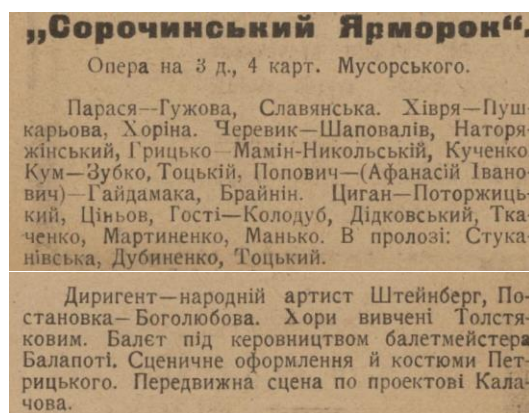 „Сорочинський Ярморок“.
Опера на 3 д., 4 карт. Мусорського.
Парася—Гужова, Славянська. Хівря—Пуш-
карьова, Хоріна. Черевик—Шаповалів, Наторя-
жінський, Грицько—Мамін-Никольській, Кученко
Кум—Зубко, Тоцькій, Попович—(Афанасій Івано-
вич)—Гайдамака, Брайнін. Циган—Поторжиць-
кий, Ціньов, Гості—Колодуб, Дідковський, Тка-
ченко, Мартиненко, Манько. В прологі: Стука-
нівська, Дубиненко, Тоцький.
Диригент—народній артист Штейнберг, По-
становка—Боголюбова. Хори вивчені Толстя-
ковим. Балєт під керовництвом балетмейстера
Балапоті. Сценичне оформлення й костюми Пет-
рицького. Передвижна сцена по проектові Кала-
чова.